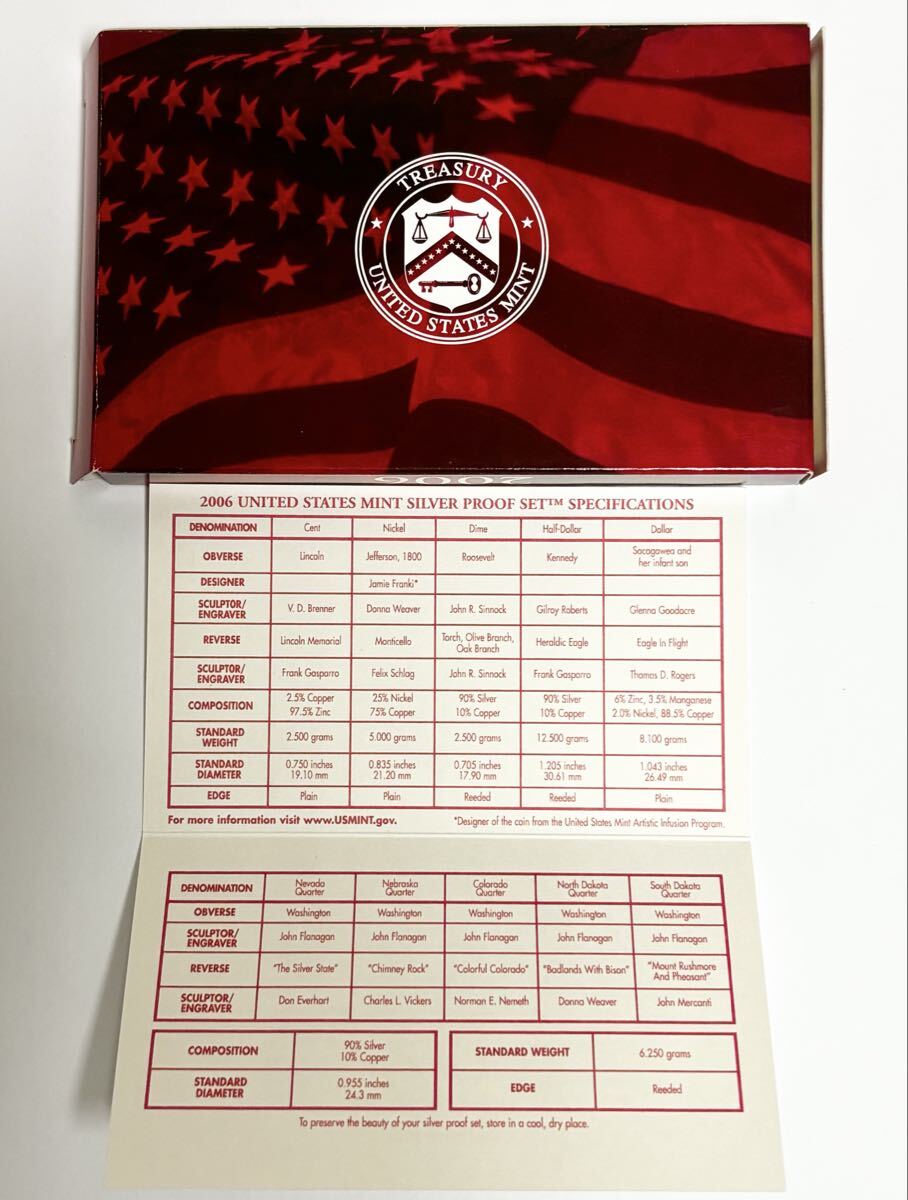 TREASURY
UNITED STATES MINT
2006
2006 UNITED STATES MINT SILVER PROOF SET™ SPECIFICATIONS
DENOMINATION Cent Nickel Dime Half-Dollar Dollar
OBVERSE Lincoln Jefferson, 1800 Roosevelt Kennedy Sacagawea and
her infant son
DESIGNER Jamie Franki*
SCULPTOR/
ENGRAVER V. D. Brenner Donna Weaver John R. Sinnock Gilroy Roberts Glenna Goodacre
REVERSE Lincoln Memorial Monticello Torch, Olive Branch,
Oak Branch Heraldic Eagle Eagle In Flight
SCULPTOR/
ENGRAVER Frank Gasparro Felix Schlag John R. Sinnock Frank Gasparro Thomas D. Rogers
COMPOSITION 2.5% Copper 25% Nickel 90% Silver 90% Silver 6% Zinc, 3.5% Manganese
97.5% Zinc 75% Copper 10% Copper 10% Copper 2.0% Nickel, 88.5% Copper
STANDARD
WEIGHT 2.500 grams 5.000 grams 2.500 grams 12.500 grams 8.100 grams
STANDARD 0.750 inches 0.835 inches 0.705 inches 1.205 inches 1.043 inches
DIAMETER 19.10 mm 21.20 mm 17.90 mm 30.61 mm 26.49 mm
EDGE Plain Plain Reeded Reeded Plain
For more information visit www.USMINT.gov. *Designer of the coin from the United States Mint Artistic Infusion Program.
DENOMINATION Nevada Nebraska Colorado North Dakota South Dakota
Quarter Quarter Quarter Quarter Quarter
OBVERSE Washington Washington Washington Washington Washington
SCULPTOR/
ENGRAVER John Flanagan John Flanagan John Flanagan John Flanagan John Flanagan
REVERSE "The Silver State" "Chimney Rock" "Colorful Colorado" "Badlands With Bison" "Mount Rushmore
And Pheasant"
SCULPTOR/
ENGRAVER Don Everhart Charles L. Vickers Norman E. Nemeth Donna Weaver John Mercanti
COMPOSITION 90% Silver
10% Copper
STANDARD WEIGHT 6.250 grams
STANDARD 0.955 inches
DIAMETER 24.3 mm
EDGE Reeded
To preserve the beauty of your silver proof set, store in a cool, dry place.